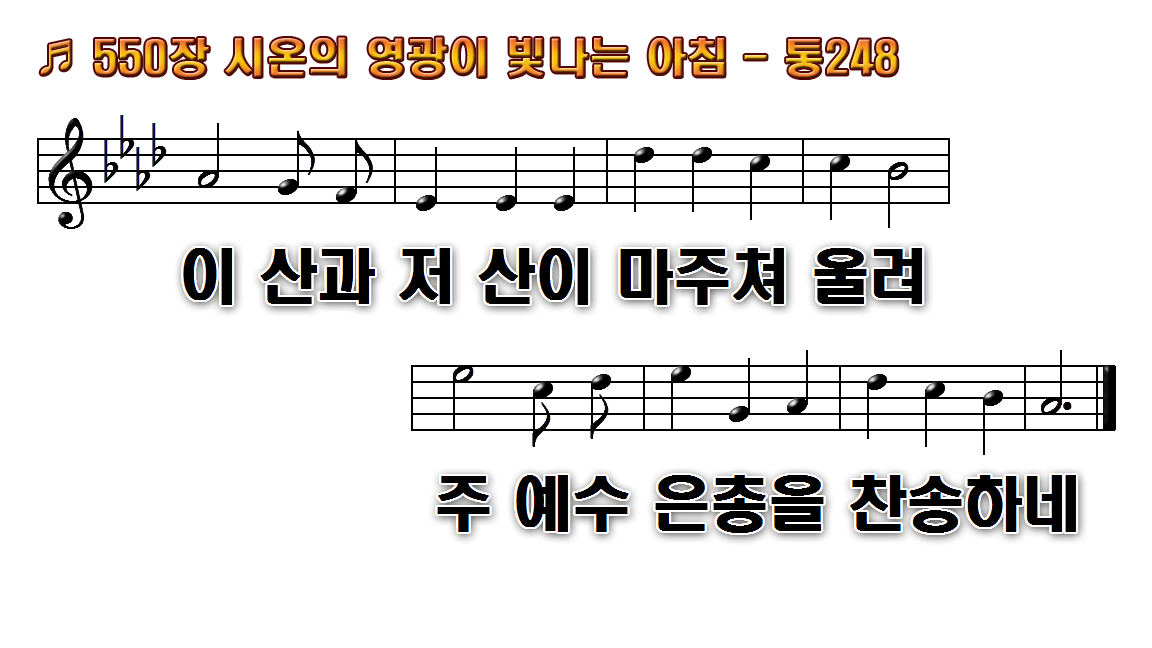 ♬ 550장 시온의 영광이 빛나는 아침 - 통248
이 산과 저 산이 마주쳐 울려
주 예수 은총을 찬송하네